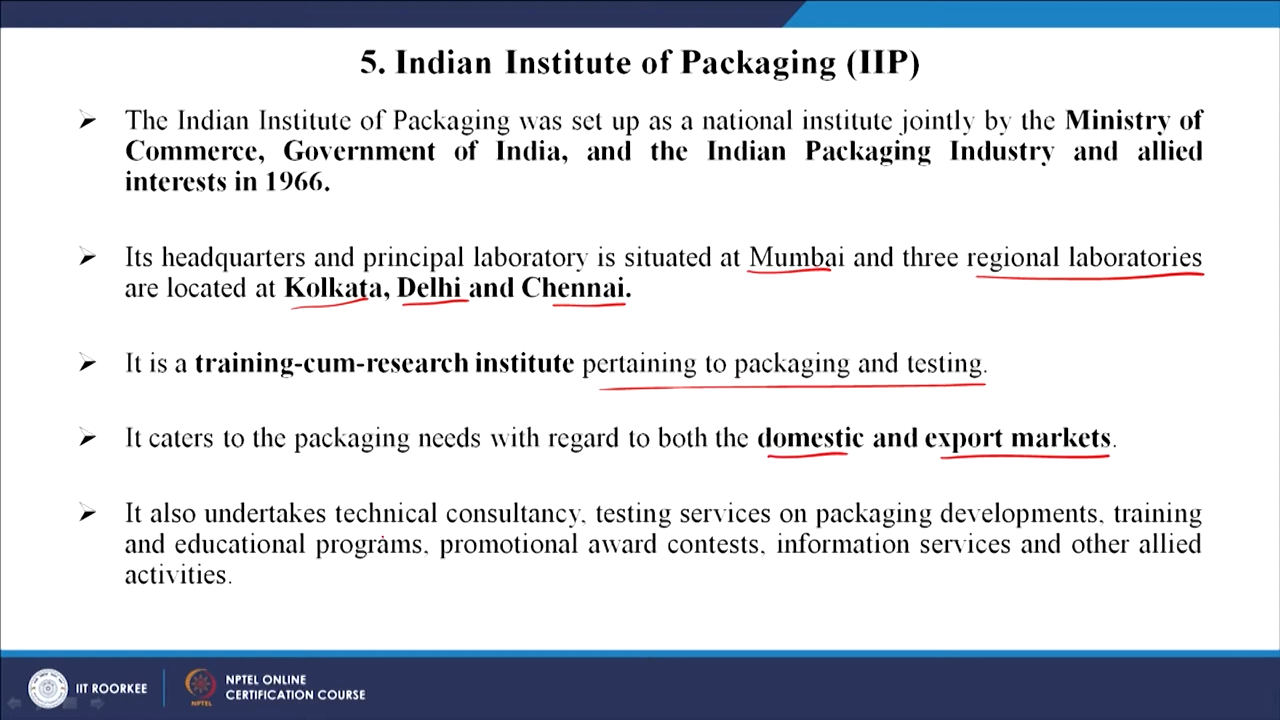 5. Indian Institute of Packaging (IIP)
➢ The Indian Institute of Packaging was set up as a national institute jointly by the Ministry of
Commerce, Government of India, and the Indian Packaging Industry and allied
interests in 1966.
➢ Its headquarters and principal laboratory is situated at Mumbai and three regional laboratories
are located at Kolkata, Delhi and Chennai.
➢ It is a training-cum-research institute pertaining to packaging and testing.
➢ It caters to the packaging needs with regard to both the domestic and export markets.
➢ It also undertakes technical consultancy, testing services on packaging developments, training
and educational programs, promotional award contests, information services and other allied
activities.
IIT ROORKEE
NPTEL
NPTEL ONLINE
CERTIFICATION COURSE